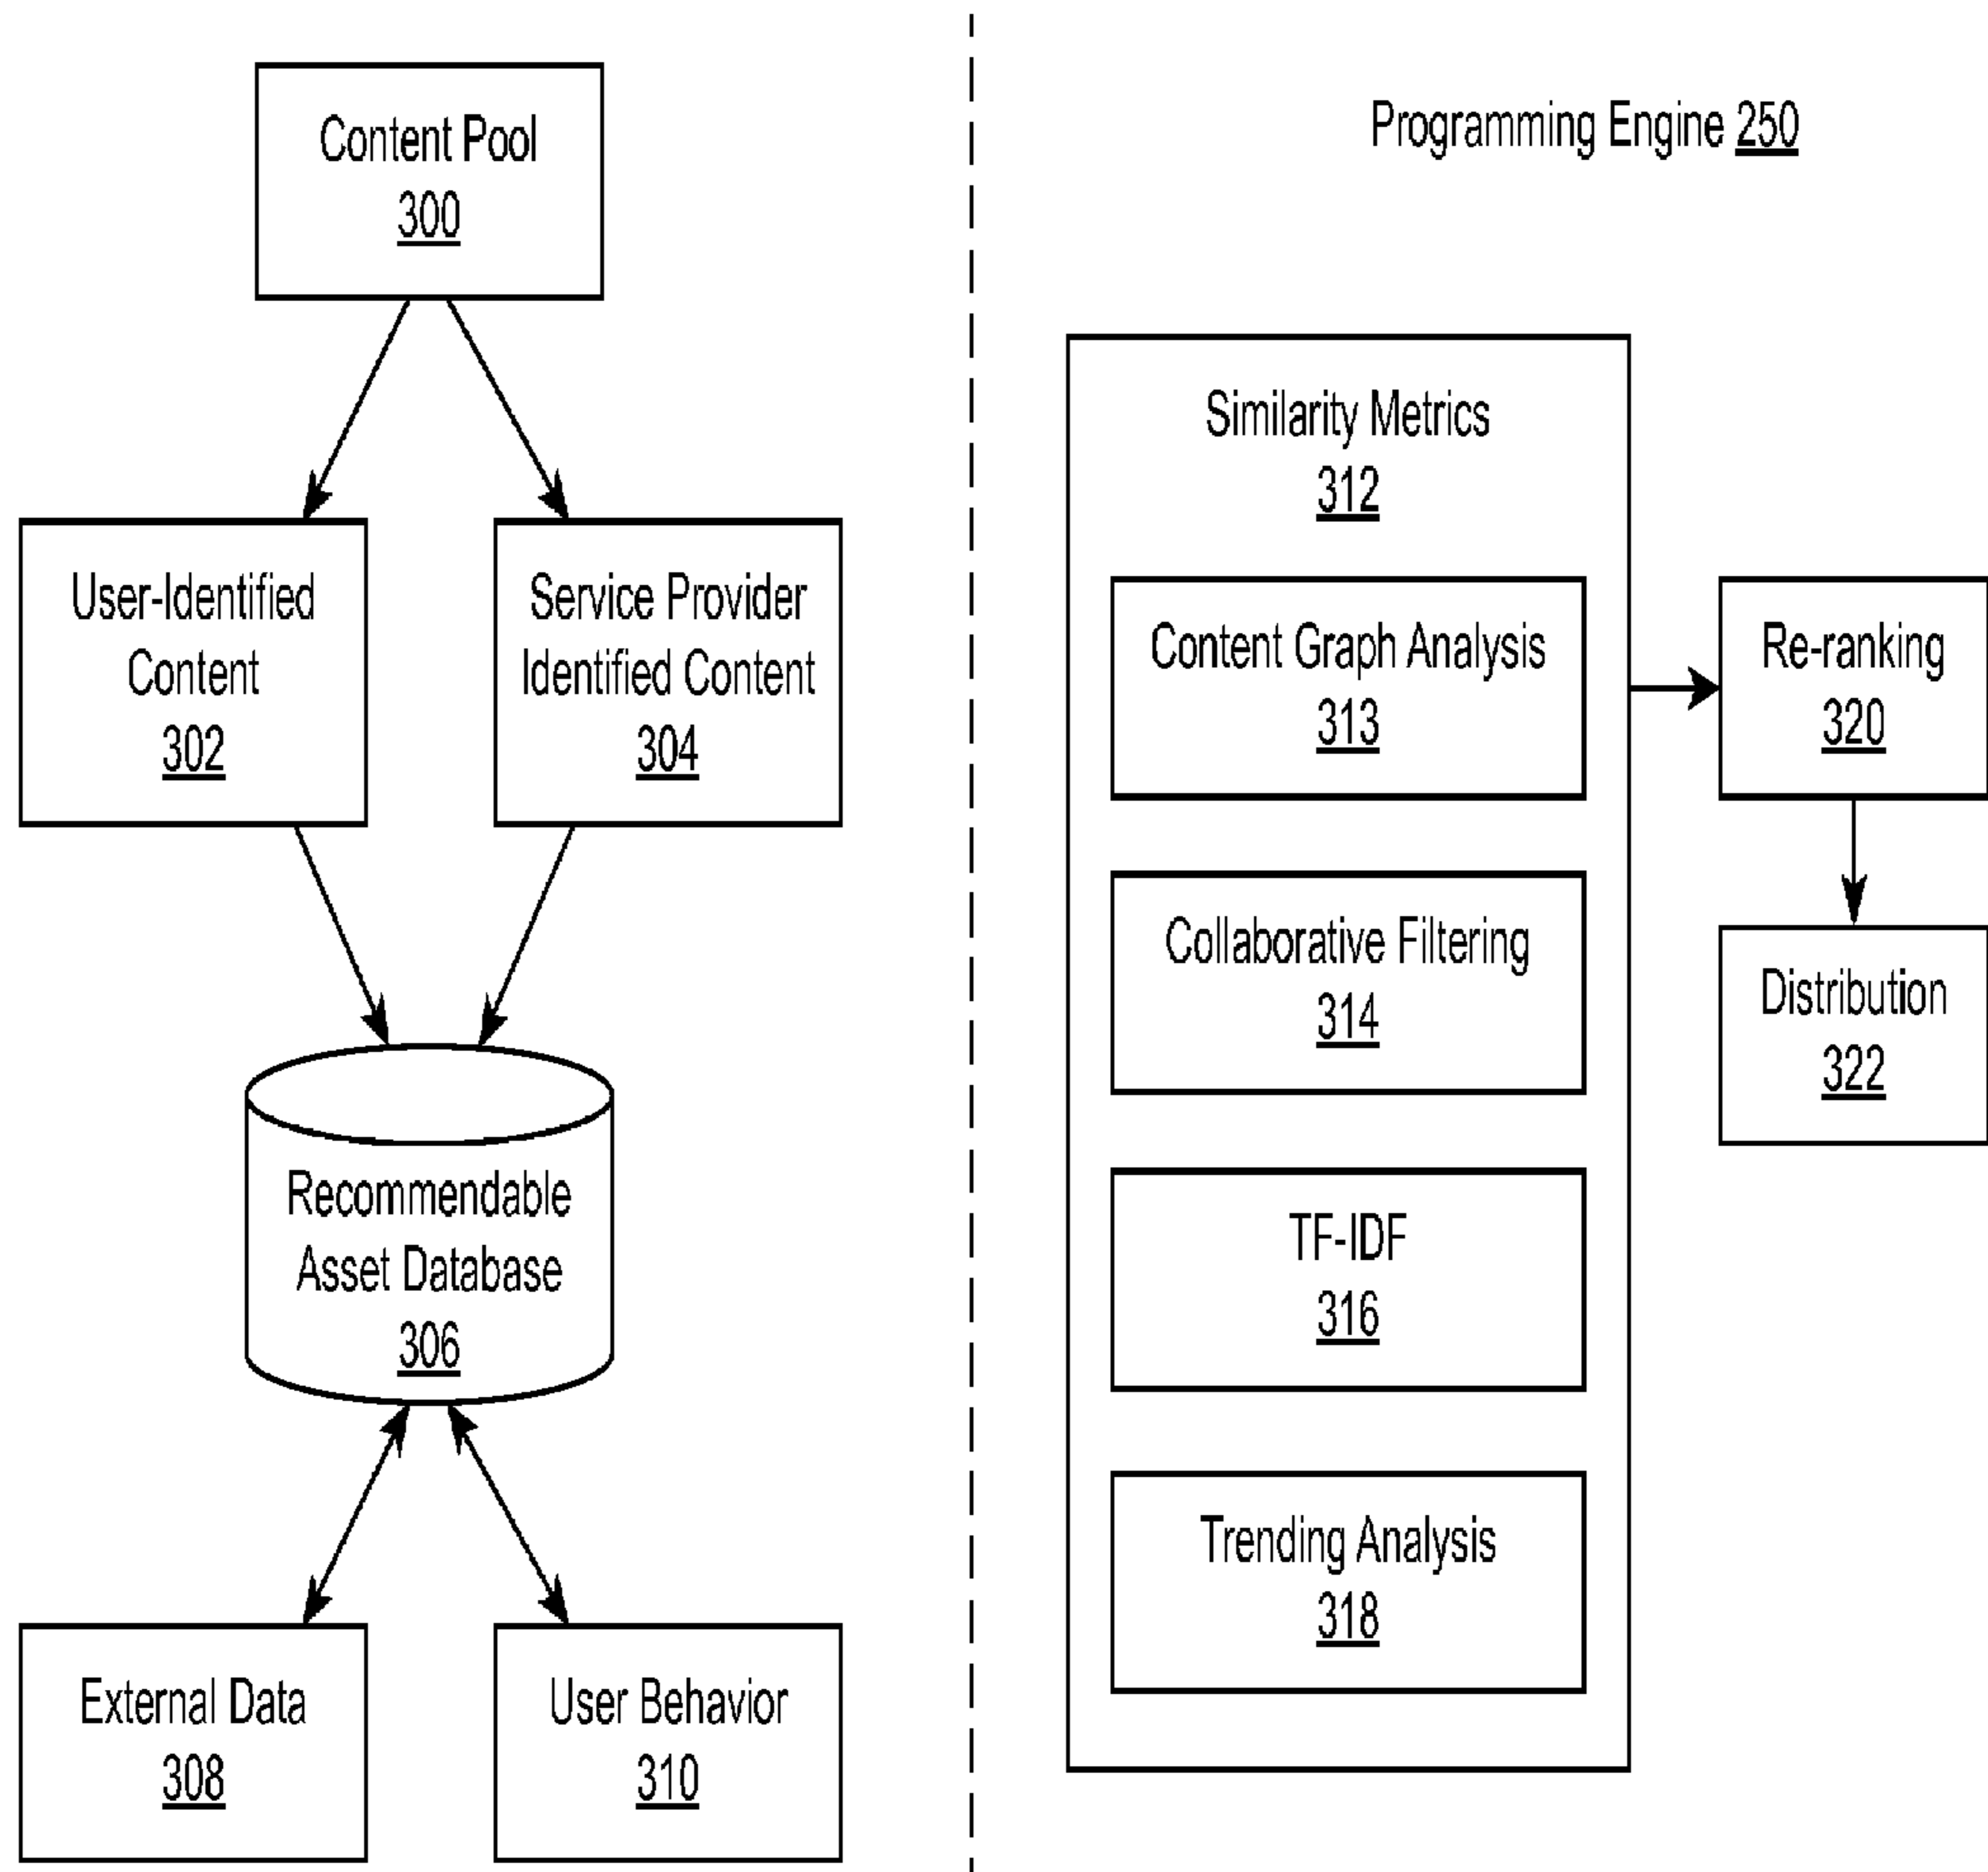 Content Pool
300
User-Identified
Content
302
Service Provider
Identified Content
304
Recommendable
Asset Database
306
External Data
308
User Behavior
310
Programming Engine 250
Similarity Metrics
312
Content Graph Analysis
313
Collaborative Filtering
314
TF-IDF
316
Trending Analysis
318
Re-ranking
320
Distribution
322